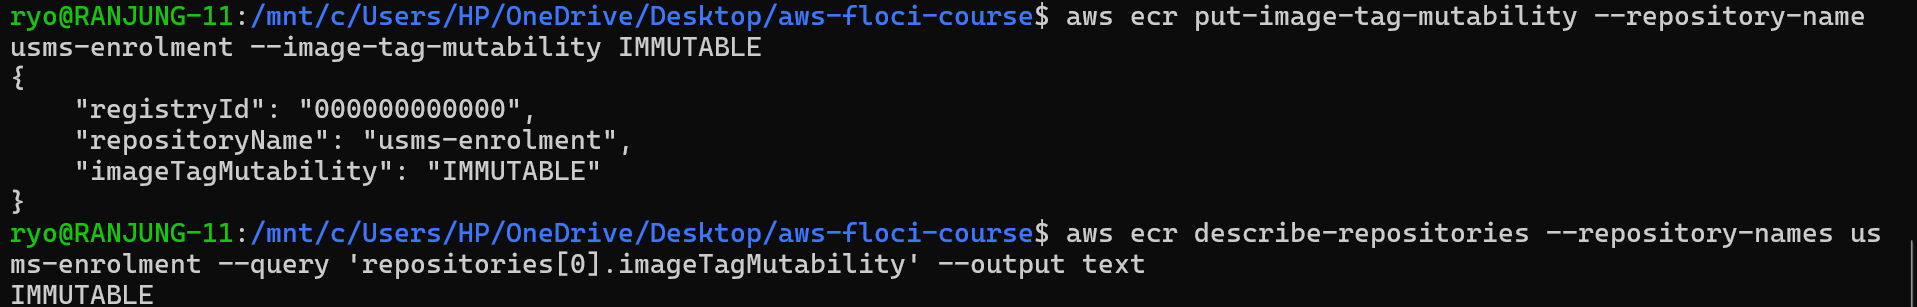 ryo@RANJUNG-11:/mnt/c/Users/HP/OneDrive/Desktop/aws-floci-course$ aws ecr put-image-tag-mutability --repository-name
usms-enrolment --image-tag-mutability IMMUTABLE
{
    "registryId": "000000000000",
    "repositoryName": "usms-enrolment",
    "imageTagMutability": "IMMUTABLE"
}
ryo@RANJUNG-11:/mnt/c/Users/HP/OneDrive/Desktop/aws-floci-course$ aws ecr describe-repositories --repository-names us
ms-enrolment --query 'repositories[0].imageTagMutability' --output text
IMMUTABLE